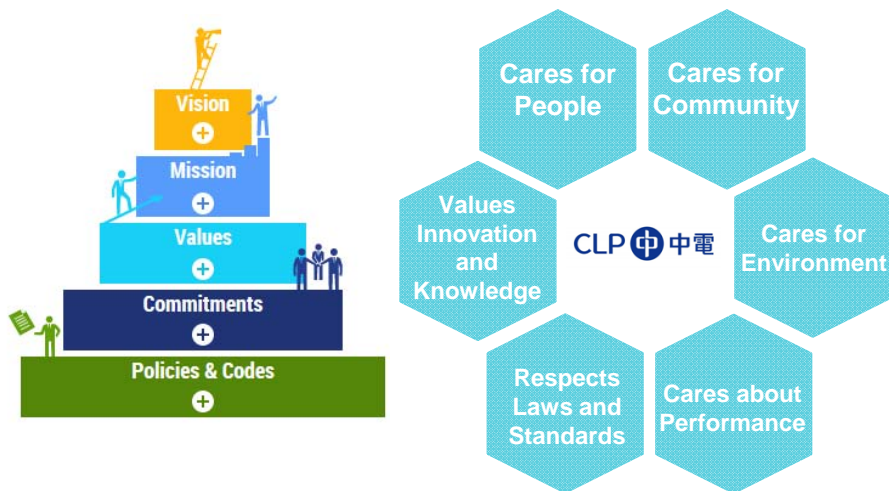 Vision
Mission
Values
Commitments
Policies & Codes
Cares for
People
Cares for
Community
Values
Innovation
and
Knowledge
CLP 中電
Cares for
Environment
Respects
Laws and
Standards
Cares about
Performance